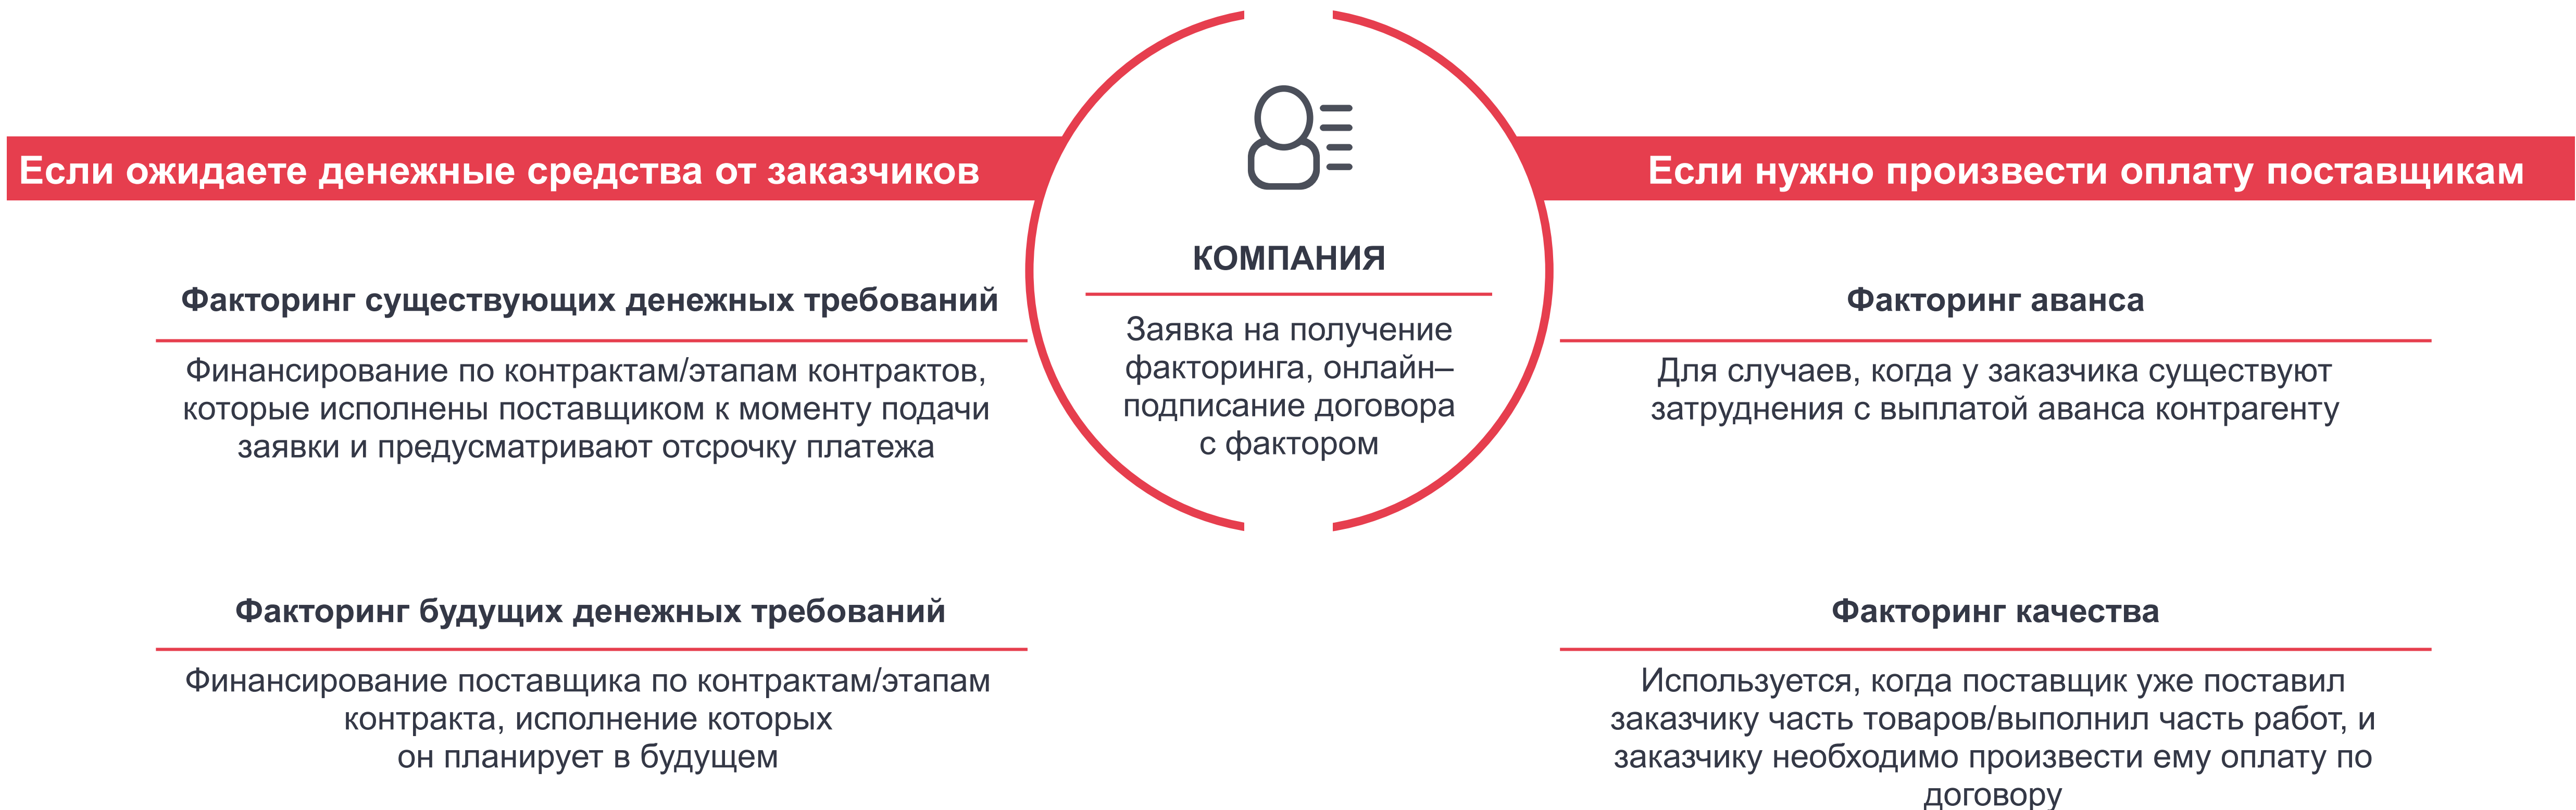 Если ожидаете денежные средства от заказчиков
Факторинг существующих денежных требований
Финансирование по контрактам/этапам контрактов,
которые исполнены поставщиком к моменту подачи
заявки и предусматривают отсрочку платежа
Факторинг будущих денежных требований
Финансирование поставщика по контрактам/этапам
контракта, исполнение которых
он планирует в будущем
КОМПАНИЯ
Заявка на получение
факторинга, онлайн–
подписание договора
с фактором
Если нужно произвести оплату поставщикам
Факторинг аванса
Для случаев, когда у заказчика существуют
затруднения с выплатой аванса контрагенту
Факторинг качества
Используется, когда поставщик уже поставил
заказчику часть товаров/выполнил часть работ, и
заказчику необходимо произвести ему оплату по
договору